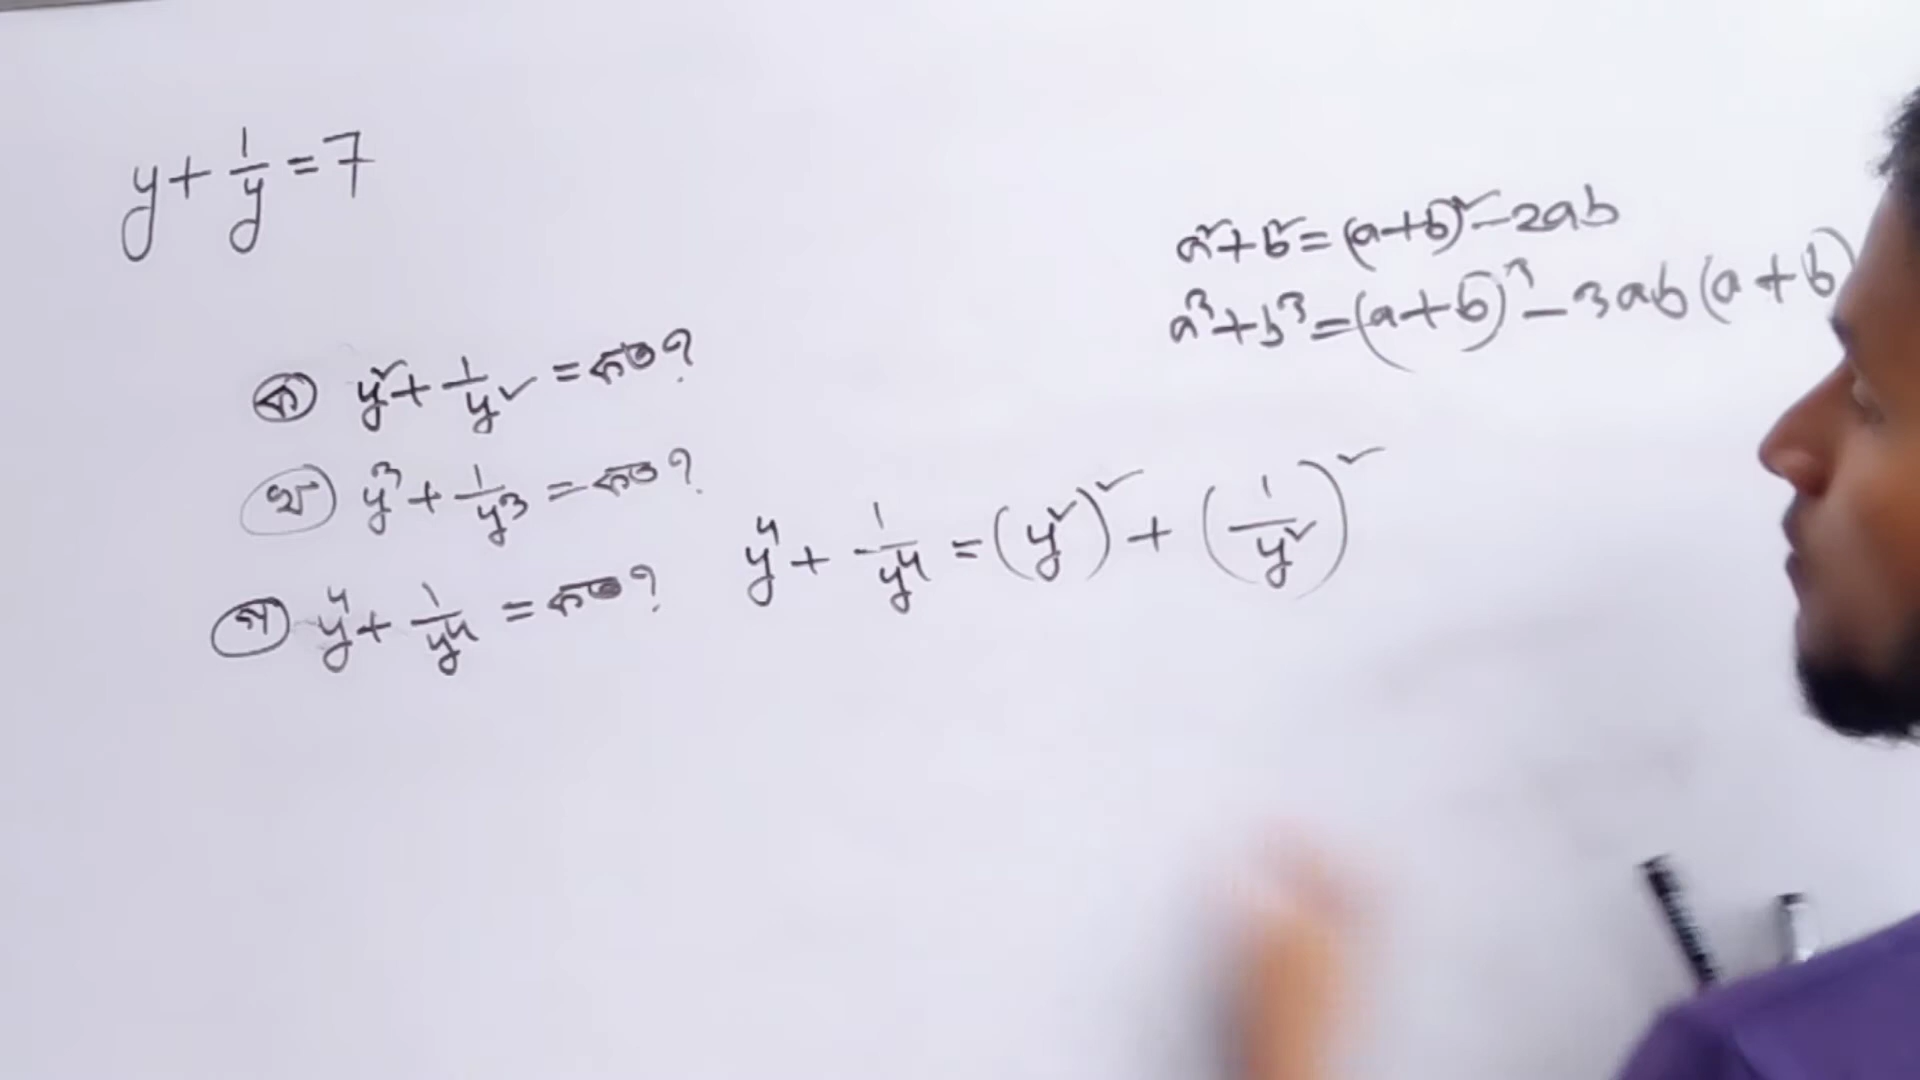 y + 1/y = 7
a² + b² = (a+b)² - 2ab
a³ + b³ = (a+b)³ - 3ab(a+b)
ক y² + 1/y² = কত?
খ y³ + 1/y³ = কত?
গ y⁴ + 1/y⁴ = কত?
y⁴ + 1/y⁴ = (y²)² + (1/y²)²